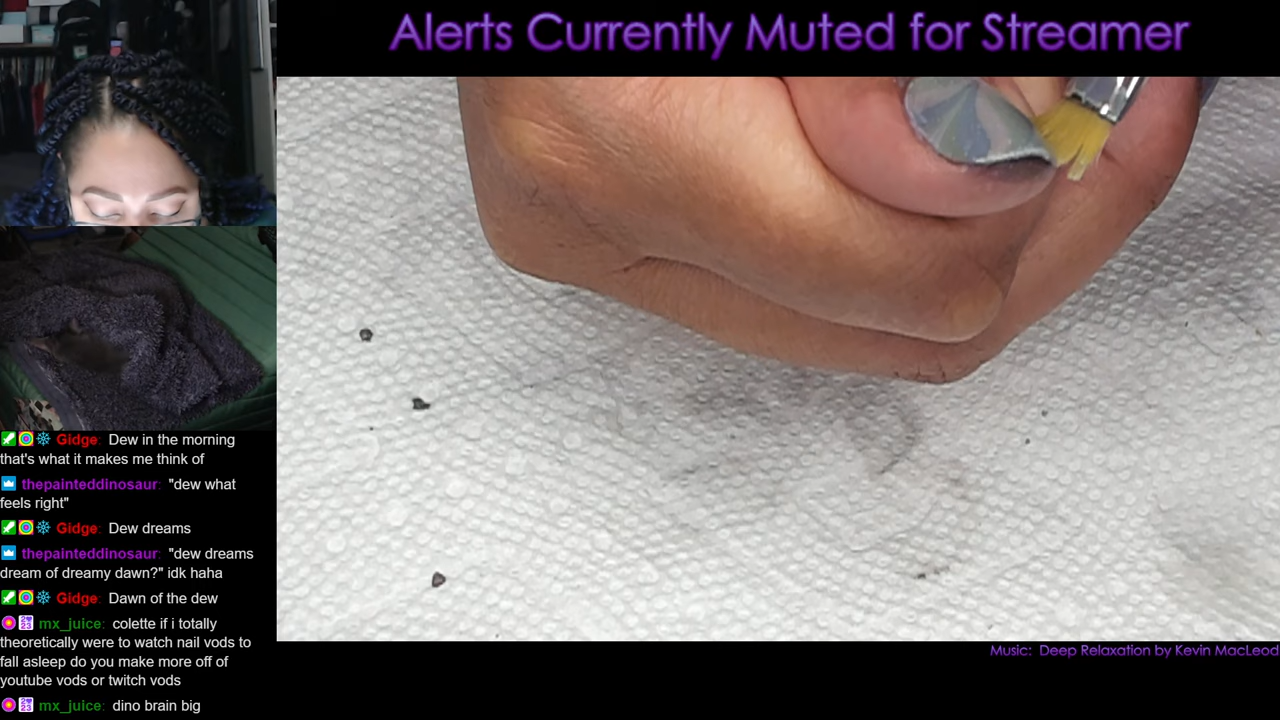 Alerts Currently Muted for Streamer
Gidge: Dew in the morning
that's what it makes me think of
thepainteddinosaur: "dew what
feels right"
Gidge: Dew dreams
thepainteddinosaur: "dew dreams
dream of dreamy dawn?" idk haha
Gidge: Dawn of the dew
mx_juice: colette if i totally
theoretically were to watch nail vods to
fall asleep do you make more off of
youtube vods or twitch vods
mx_juice: dino brain big
Music: Deep Relaxation by Kevin MacLeod